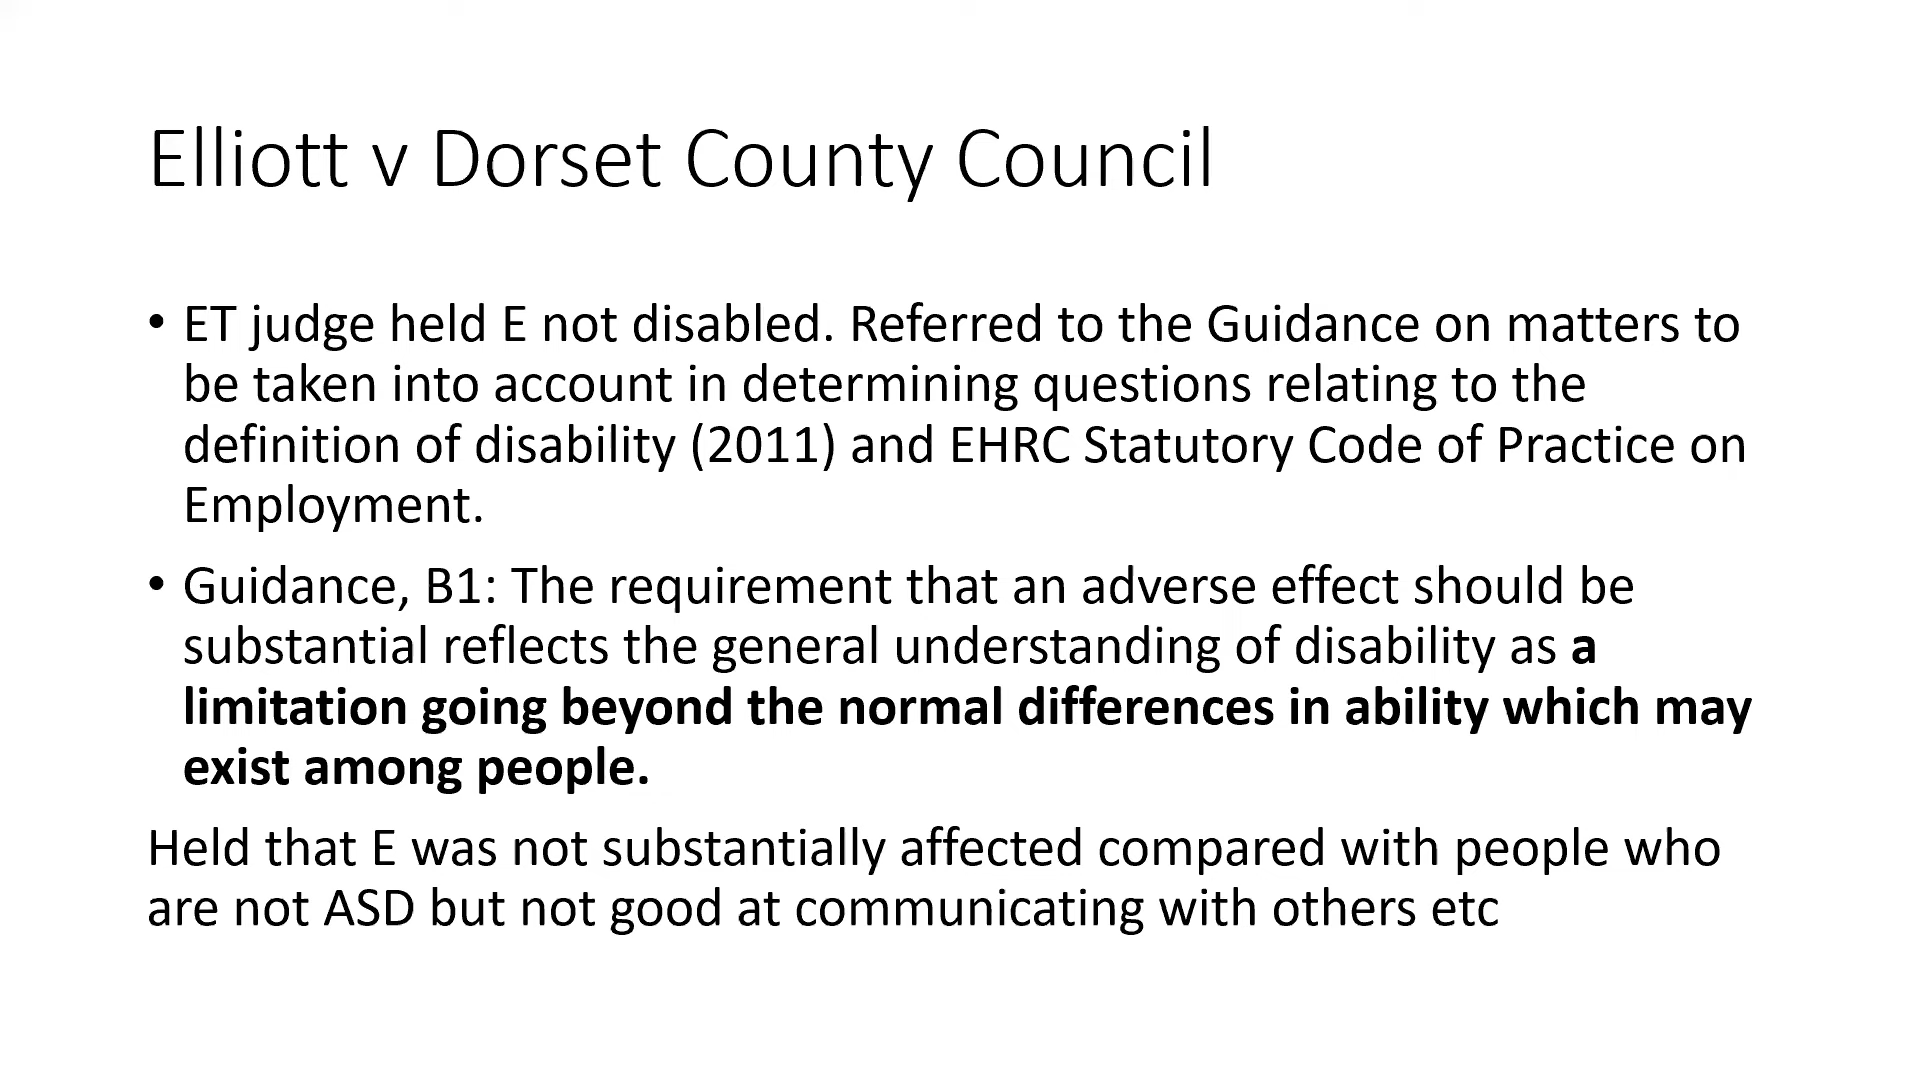 Elliott v Dorset County Council
• ET judge held E not disabled. Referred to the Guidance on matters to
be taken into account in determining questions relating to the
definition of disability (2011) and EHRC Statutory Code of Practice on
Employment.
• Guidance, B1: The requirement that an adverse effect should be
substantial reflects the general understanding of disability as a
limitation going beyond the normal differences in ability which may
exist among people.
Held that E was not substantially affected compared with people who
are not ASD but not good at communicating with others etc